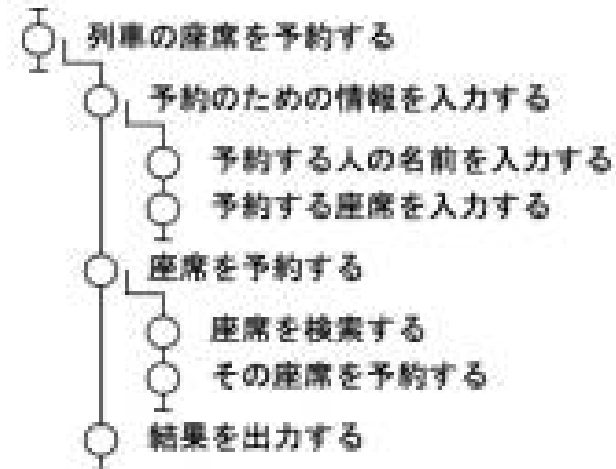 列車の座席を予約する
予約のための情報を入力する
予約する人の名前を入力する
予約する座席を入力する
座席を予約する
座席を検索する
その座席を予約する
結果を出力する